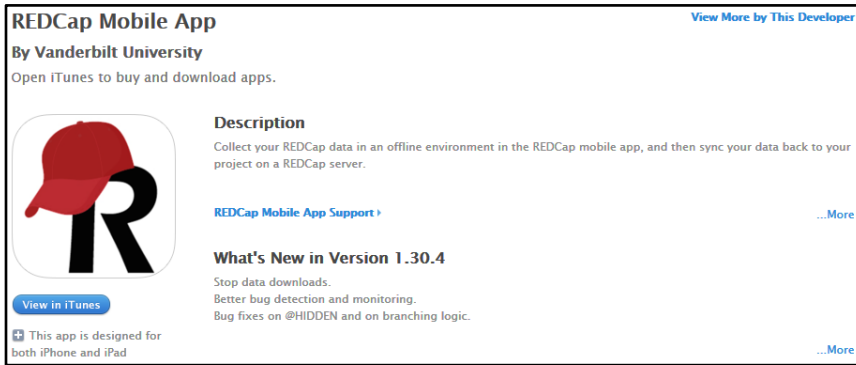 REDCap Mobile App
View More by This Developer
By Vanderbilt University
Open iTunes to buy and download apps.
R
Description
Collect your REDCap data in an offline environment in the REDCap mobile app, and then sync your data back to your
project on a REDCap server.
REDCap Mobile App Support
...More
What's New in Version 1.30.4
Stop data downloads.
Better bug detection and monitoring.
Bug fixes on @HIDDEN and on branching logic.
...More
View in iTunes
This app is designed for
both iPhone and iPad